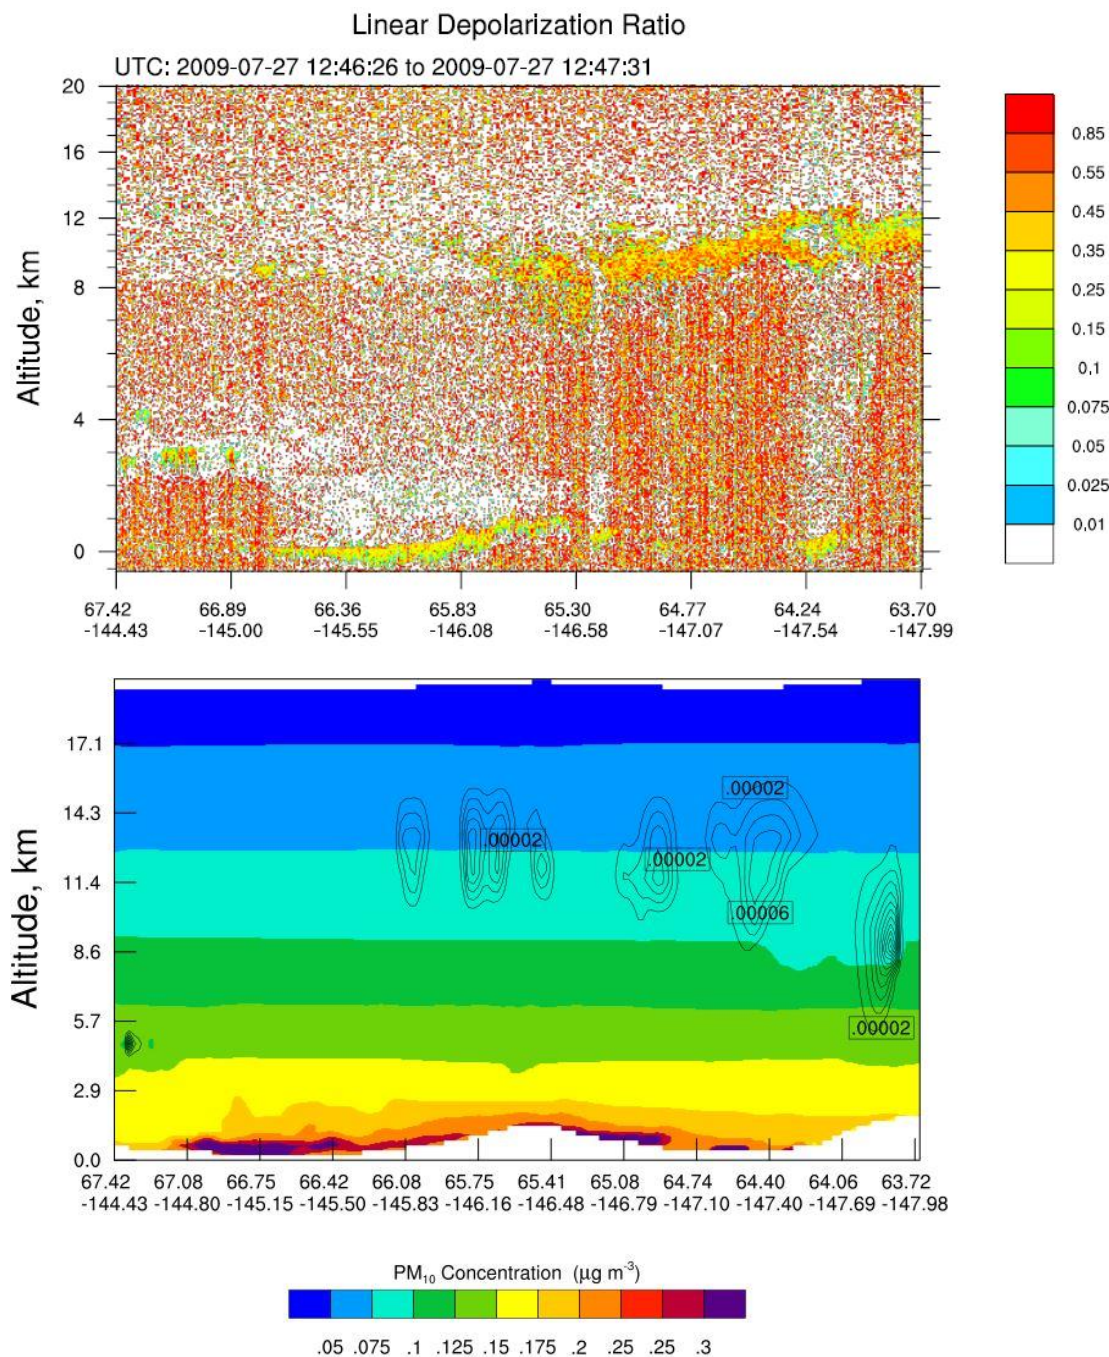 Linear Depolarization Ratio
UTC: 2009-07-27 12:46:26 to 2009-07-27 12:47:31
Altitude, km
20
16
12
8
4
0
67.42 66.89 66.36 65.83 65.30 64.77 64.24 63.70
-144.43 -145.00 -145.55 -146.08 -146.58 -147.07 -147.54 -147.99
0.85
0.55
0.45
0.35
0.25
0.15
0.1
0.075
0.05
0.025
0.01
Altitude, km
17.1
14.3
11.4
8.6
5.7
2.9
0.0
.00002
.00002
.00002
.00006
.00002
67.42 67.08 66.75 66.42 66.08 65.75 65.41 65.08 64.74 64.40 64.06 63.72
-144.43 -144.80 -145.15 -145.50 -145.83 -146.16 -146.48 -146.79 -147.10 -147.40 -147.69 -147.98
PM₁₀ Concentration (μg m⁻³)
.05 .075 .1 .125 .15 .175 .2 .25 .25 .3